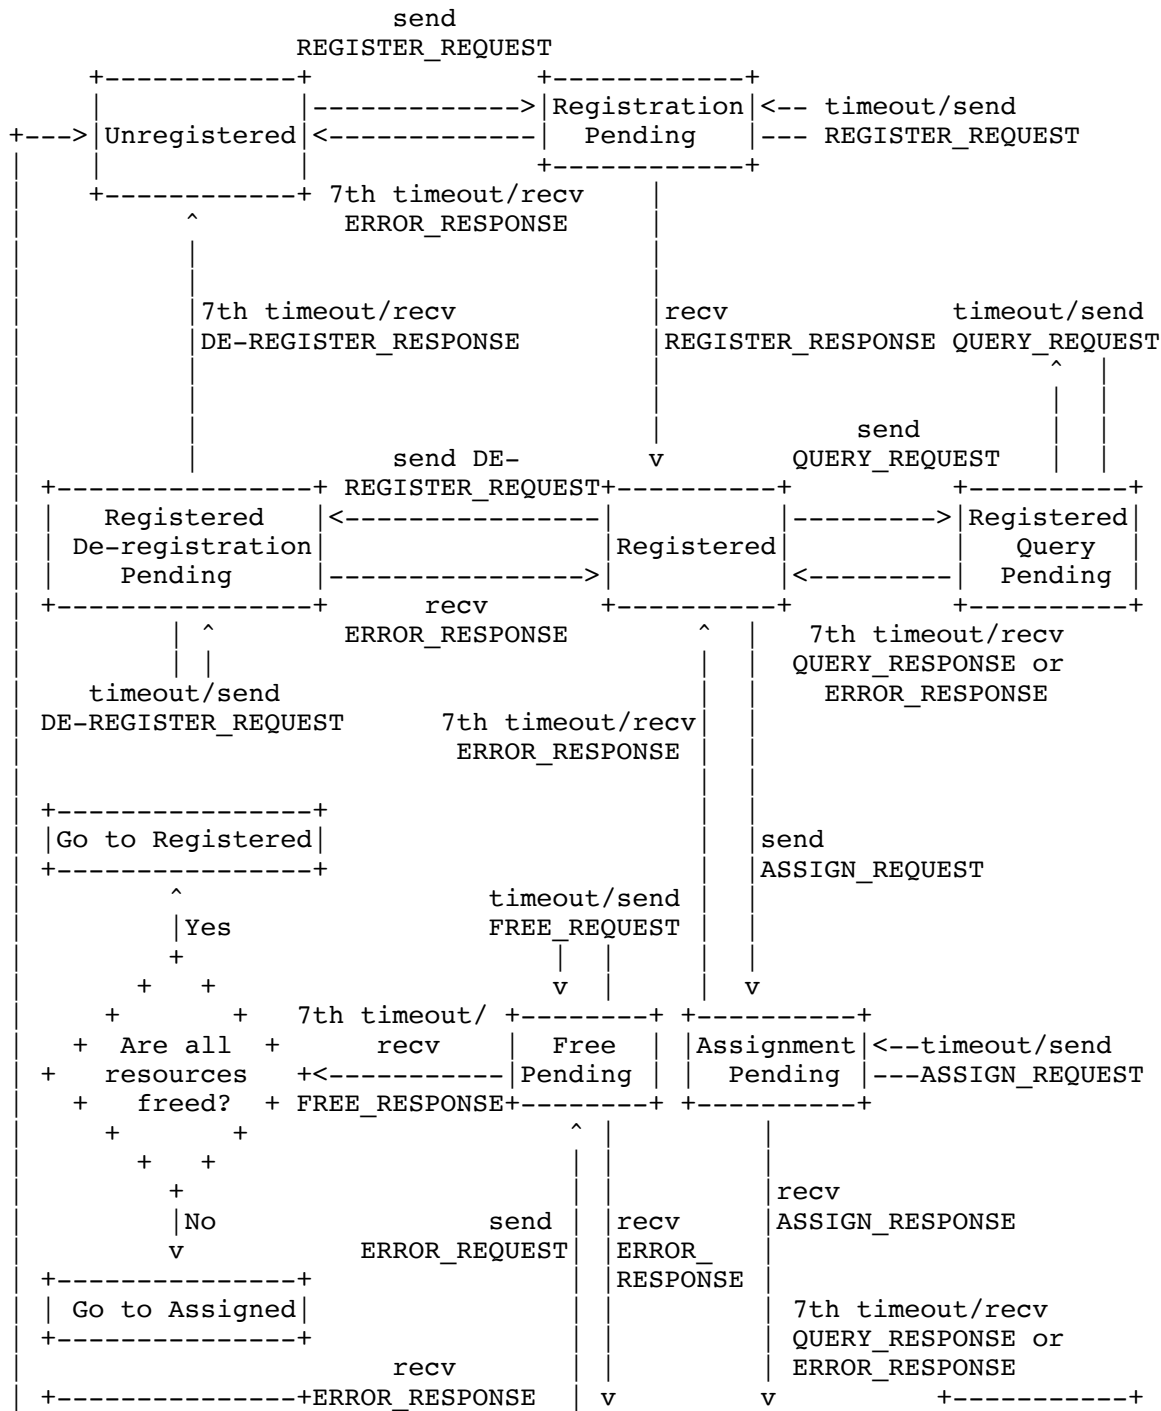 send
REGISTER_REQUEST
Unregistered
Registration
Pending
timeout/send
REGISTER_REQUEST
7th timeout/recv
ERROR_RESPONSE
7th timeout/recv
DE-REGISTER_RESPONSE
recv
REGISTER_RESPONSE
timeout/send
QUERY_REQUEST
send DE-
REGISTER_REQUEST
send
QUERY_REQUEST
Registered
De-registration
Pending
Registered
Registered
Query
Pending
recv
ERROR_RESPONSE
7th timeout/recv
QUERY_RESPONSE or
ERROR_RESPONSE
timeout/send
DE-REGISTER_REQUEST
7th timeout/recv
ERROR_RESPONSE
Go to Registered
send
ASSIGN_REQUEST
timeout/send
FREE_REQUEST
Yes
Are all
resources
freed?
7th timeout/
recv
FREE_RESPONSE
Free
Pending
Assignment
Pending
timeout/send
ASSIGN_REQUEST
No
send
ERROR_REQUEST
recv
ERROR_
RESPONSE
recv
ASSIGN_RESPONSE
Go to Assigned
7th timeout/recv
QUERY_RESPONSE or
ERROR_RESPONSE
recv
ERROR_RESPONSE